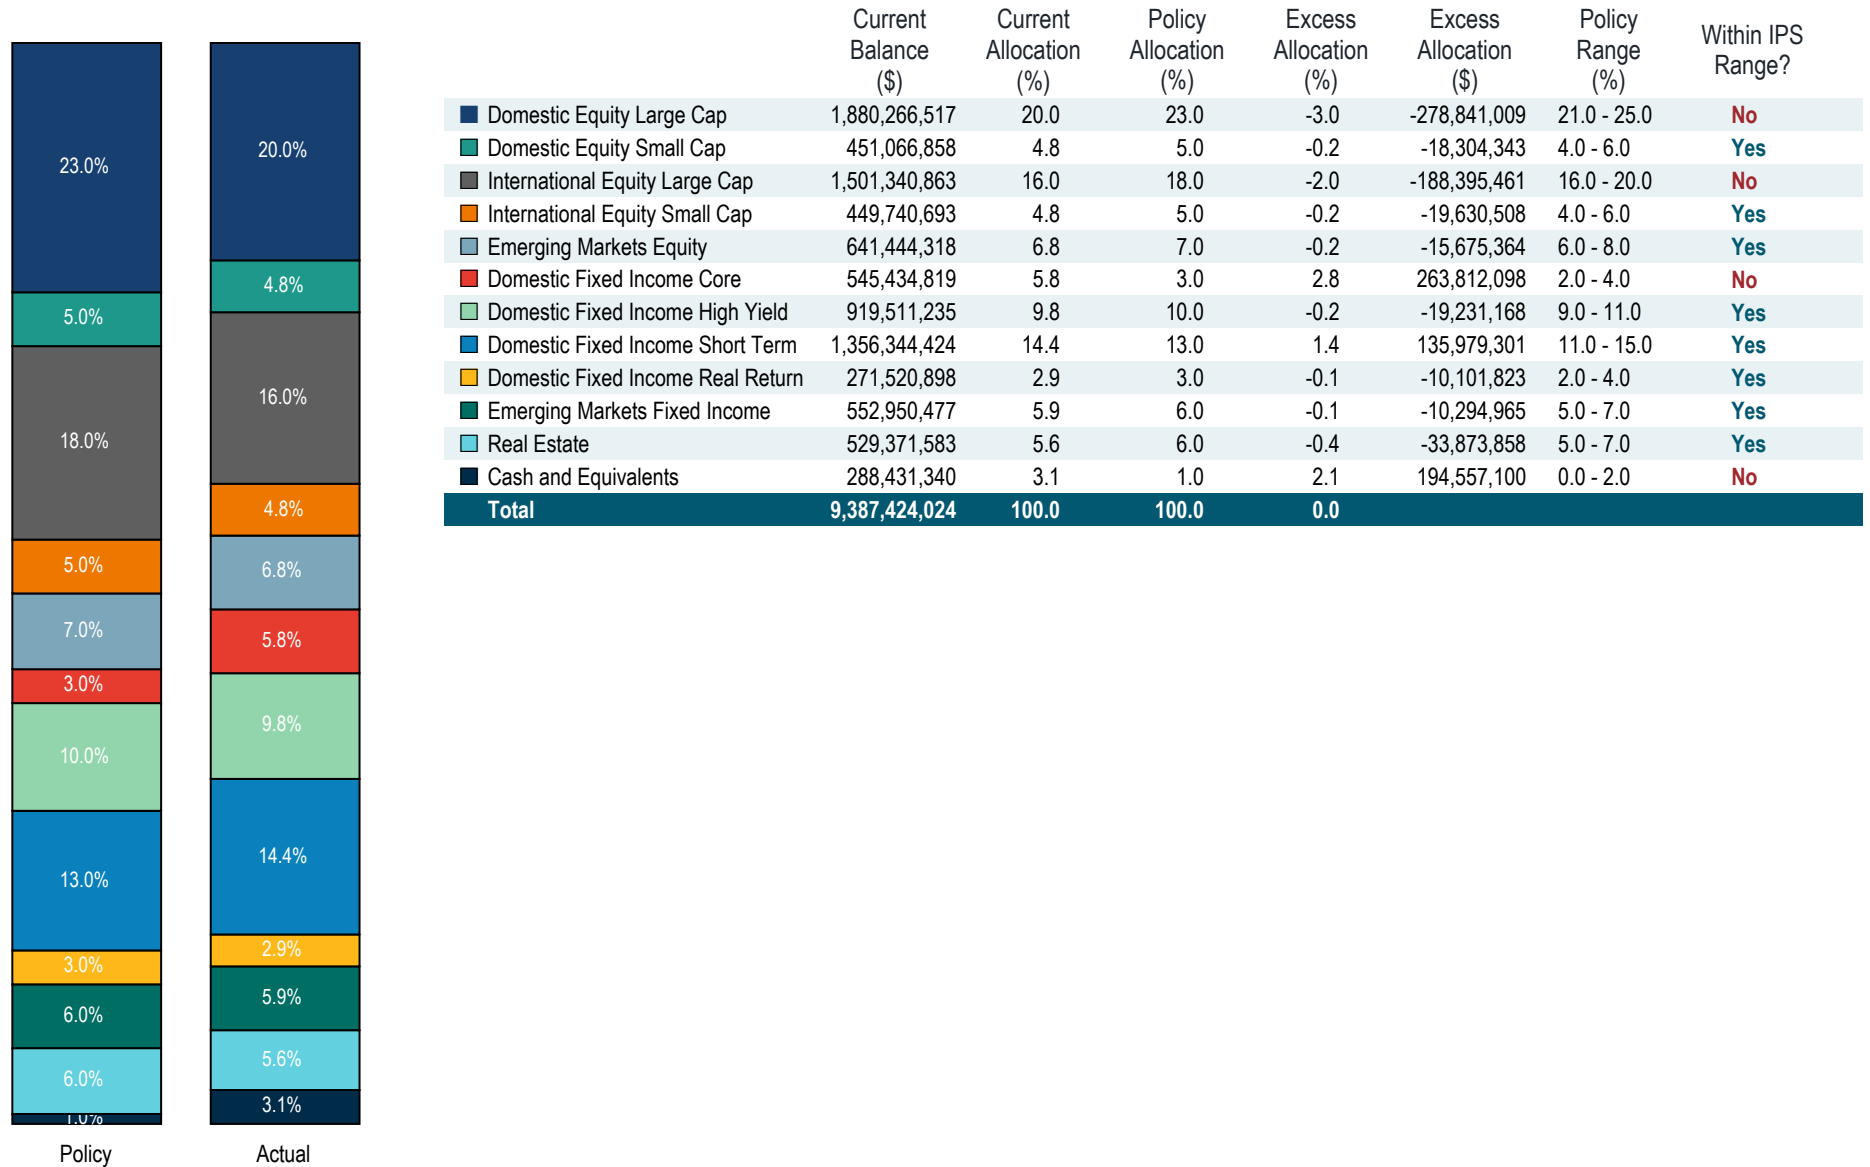 23.0%
5.0%
18.0%
5.0%
7.0%
3.0%
10.0%
13.0%
3.0%
6.0%
6.0%
1.0%
Policy
20.0%
4.8%
16.0%
4.8%
6.8%
5.8%
9.8%
14.4%
2.9%
5.9%
5.6%
3.1%
Actual
Current Balance ($) Current Allocation (%) Policy Allocation (%) Excess Allocation (%) Excess Allocation ($) Policy Range (%) Within IPS Range?
Domestic Equity Large Cap 1,880,266,517 20.0 23.0 -3.0 -278,841,009 21.0 - 25.0 No
Domestic Equity Small Cap 451,066,858 4.8 5.0 -0.2 -18,304,343 4.0 - 6.0 Yes
International Equity Large Cap 1,501,340,863 16.0 18.0 -2.0 -188,395,461 16.0 - 20.0 No
International Equity Small Cap 449,740,693 4.8 5.0 -0.2 -19,630,508 4.0 - 6.0 Yes
Emerging Markets Equity 641,444,318 6.8 7.0 -0.2 -15,675,364 6.0 - 8.0 Yes
Domestic Fixed Income Core 545,434,819 5.8 3.0 2.8 263,812,098 2.0 - 4.0 No
Domestic Fixed Income High Yield 919,511,235 9.8 10.0 -0.2 -19,231,168 9.0 - 11.0 Yes
Domestic Fixed Income Short Term 1,356,344,424 14.4 13.0 1.4 135,979,301 11.0 - 15.0 Yes
Domestic Fixed Income Real Return 271,520,898 2.9 3.0 -0.1 -10,101,823 2.0 - 4.0 Yes
Emerging Markets Fixed Income 552,950,477 5.9 6.0 -0.1 -10,294,965 5.0 - 7.0 Yes
Real Estate 529,371,583 5.6 6.0 -0.4 -33,873,858 5.0 - 7.0 Yes
Cash and Equivalents 288,431,340 3.1 1.0 2.1 194,557,100 0.0 - 2.0 No
Total 9,387,424,024 100.0 100.0 0.0